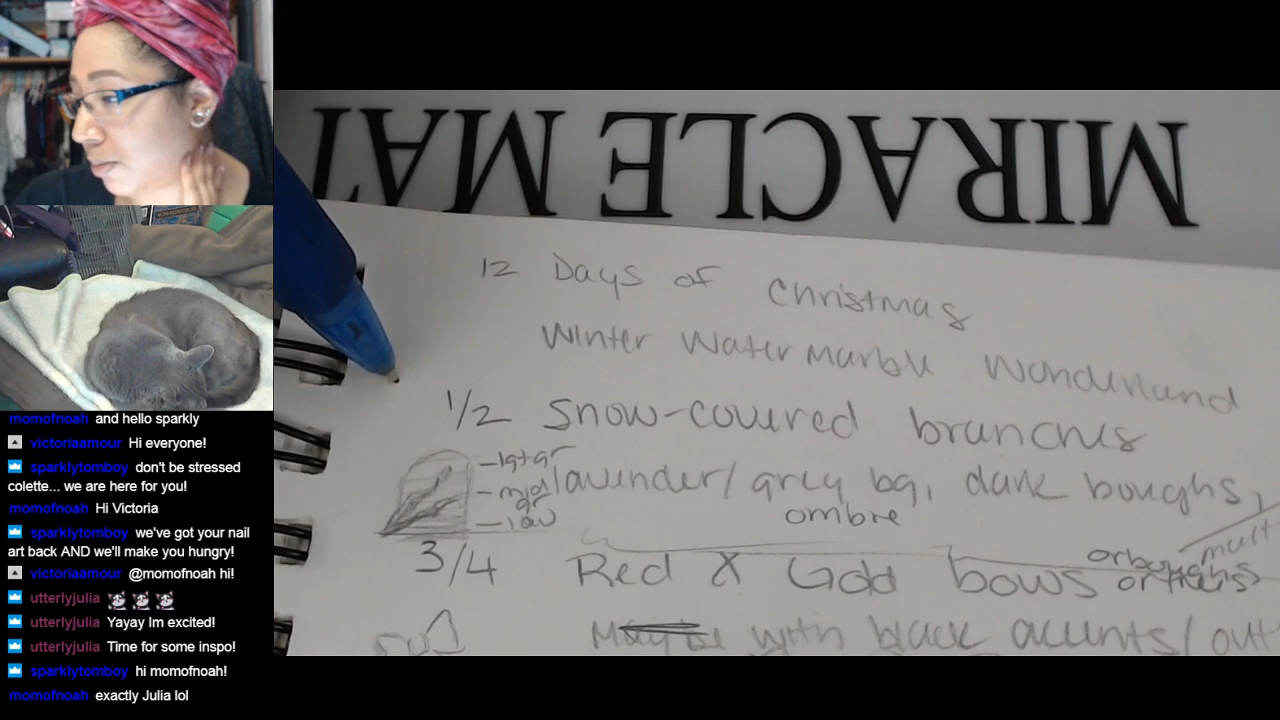 MIRACLE MAT
12 Days of Christmas
Winter Watermarble Wonderland
1/2 Snow-covered branches
lavender/grey bg, dark boughs,
ombre
3/4 Red & Gold bows
with black accents/
momofnoah and hello sparkly
victoriaamour Hi everyone!
sparklytomboy don't be stressed
colette... we are here for you!
momofnoah Hi Victoria
sparklytomboy we've got your nail
art back AND we'll make you hungry!
victoriaamour @momofnoah hi!
utterlyjulia
utterlyjulia Yayay Im excited!
utterlyjulia Time for some inspo!
sparklytomboy hi momofnoah!
momofnoah exactly Julia lol